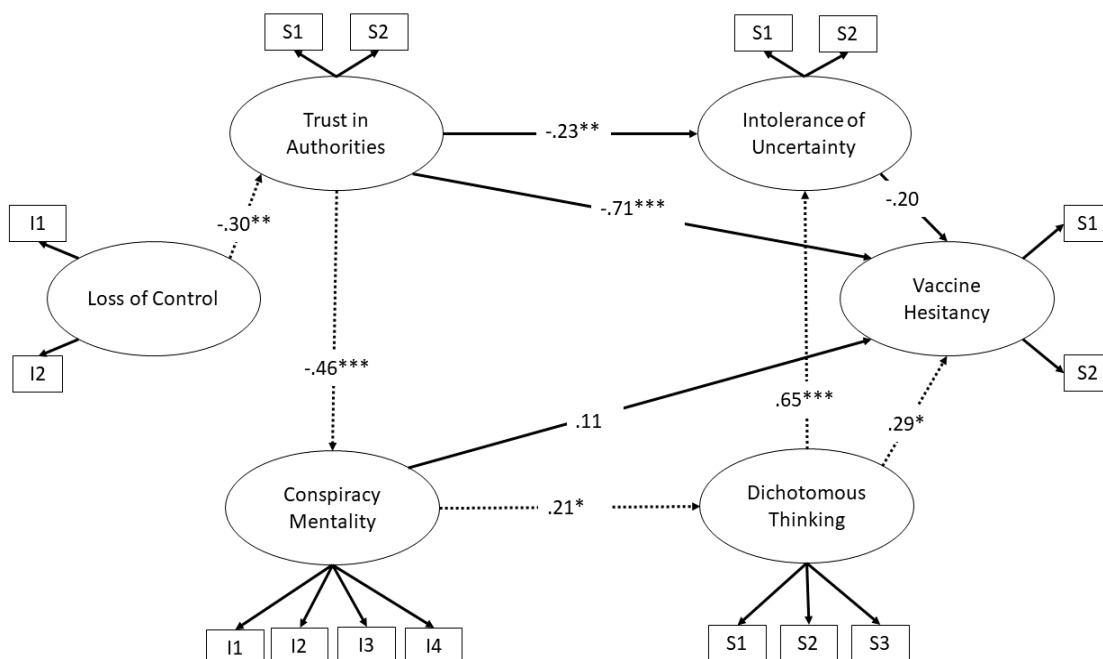 S1
S2
S1
S2
Trust in
Authorities
-.23**
Intolerance of
Uncertainty
-.71***
-.20
-.30**
I1
S1
Loss of Control
Vaccine
Hesitancy
I2
-.46***
S2
.65***
.11
.29*
Conspiracy
Mentality
.21*
Dichotomous
Thinking
I1
I2
I3
I4
S1
S2
S3